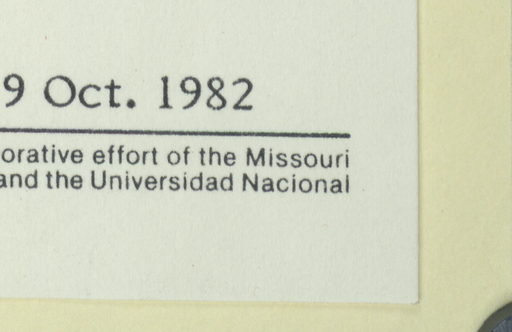 9 Oct. 1982
orative effort of the Missouri
and the Universidad Nacional